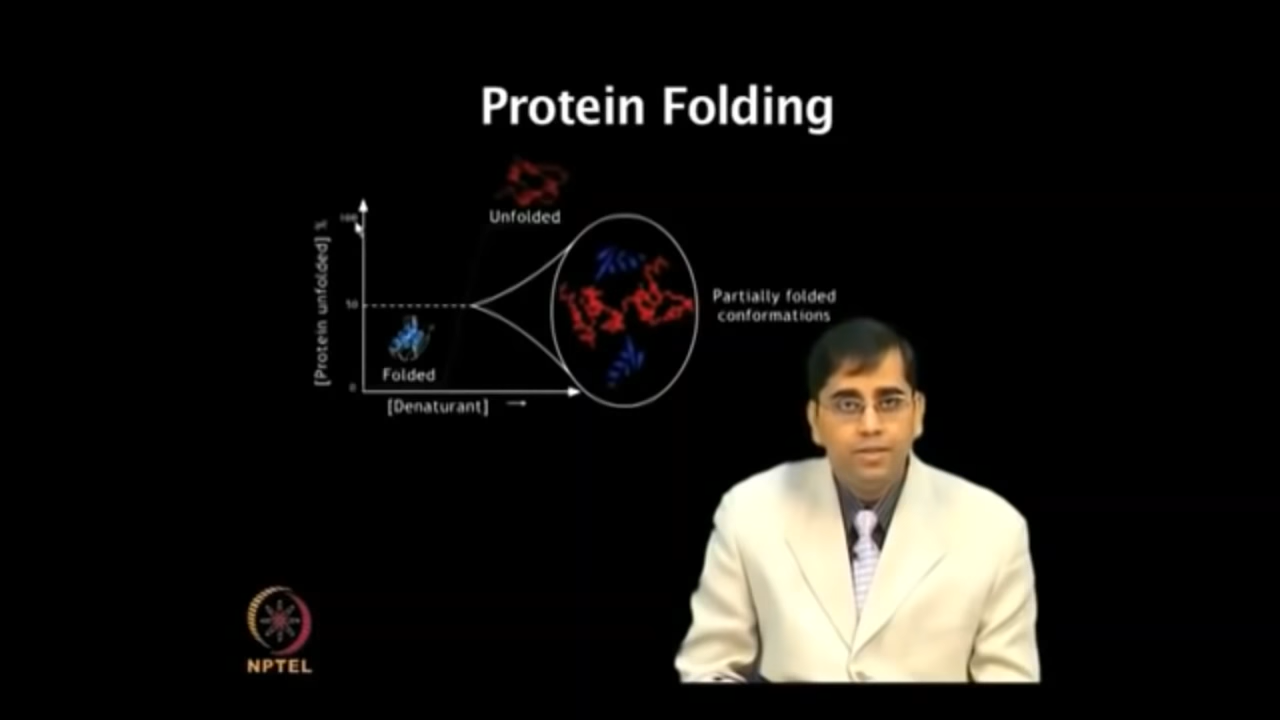 Protein Folding
Unfolded
100
[Protein unfolded] %
50
Partially folded
conformations
Folded
0
[Denaturant] →
NPTEL